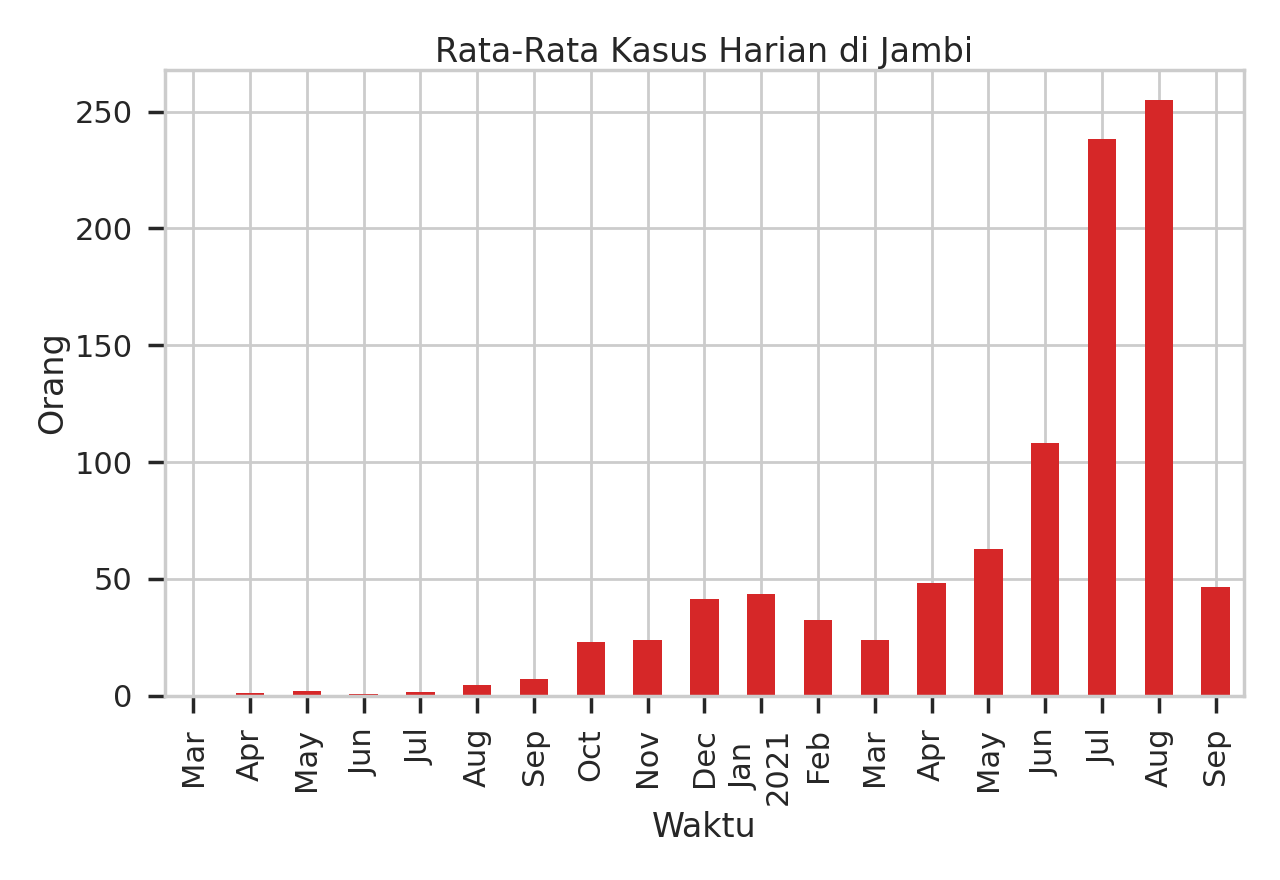 Rata-Rata Kasus Harian di Jambi
Orang
250
200
150
100
50
0
Mar
Apr
May
Jun
Jul
Aug
Sep
Oct
Nov
Dec
Jan
2021
Feb
Mar
Apr
May
Jun
Jul
Aug
Sep
Waktu